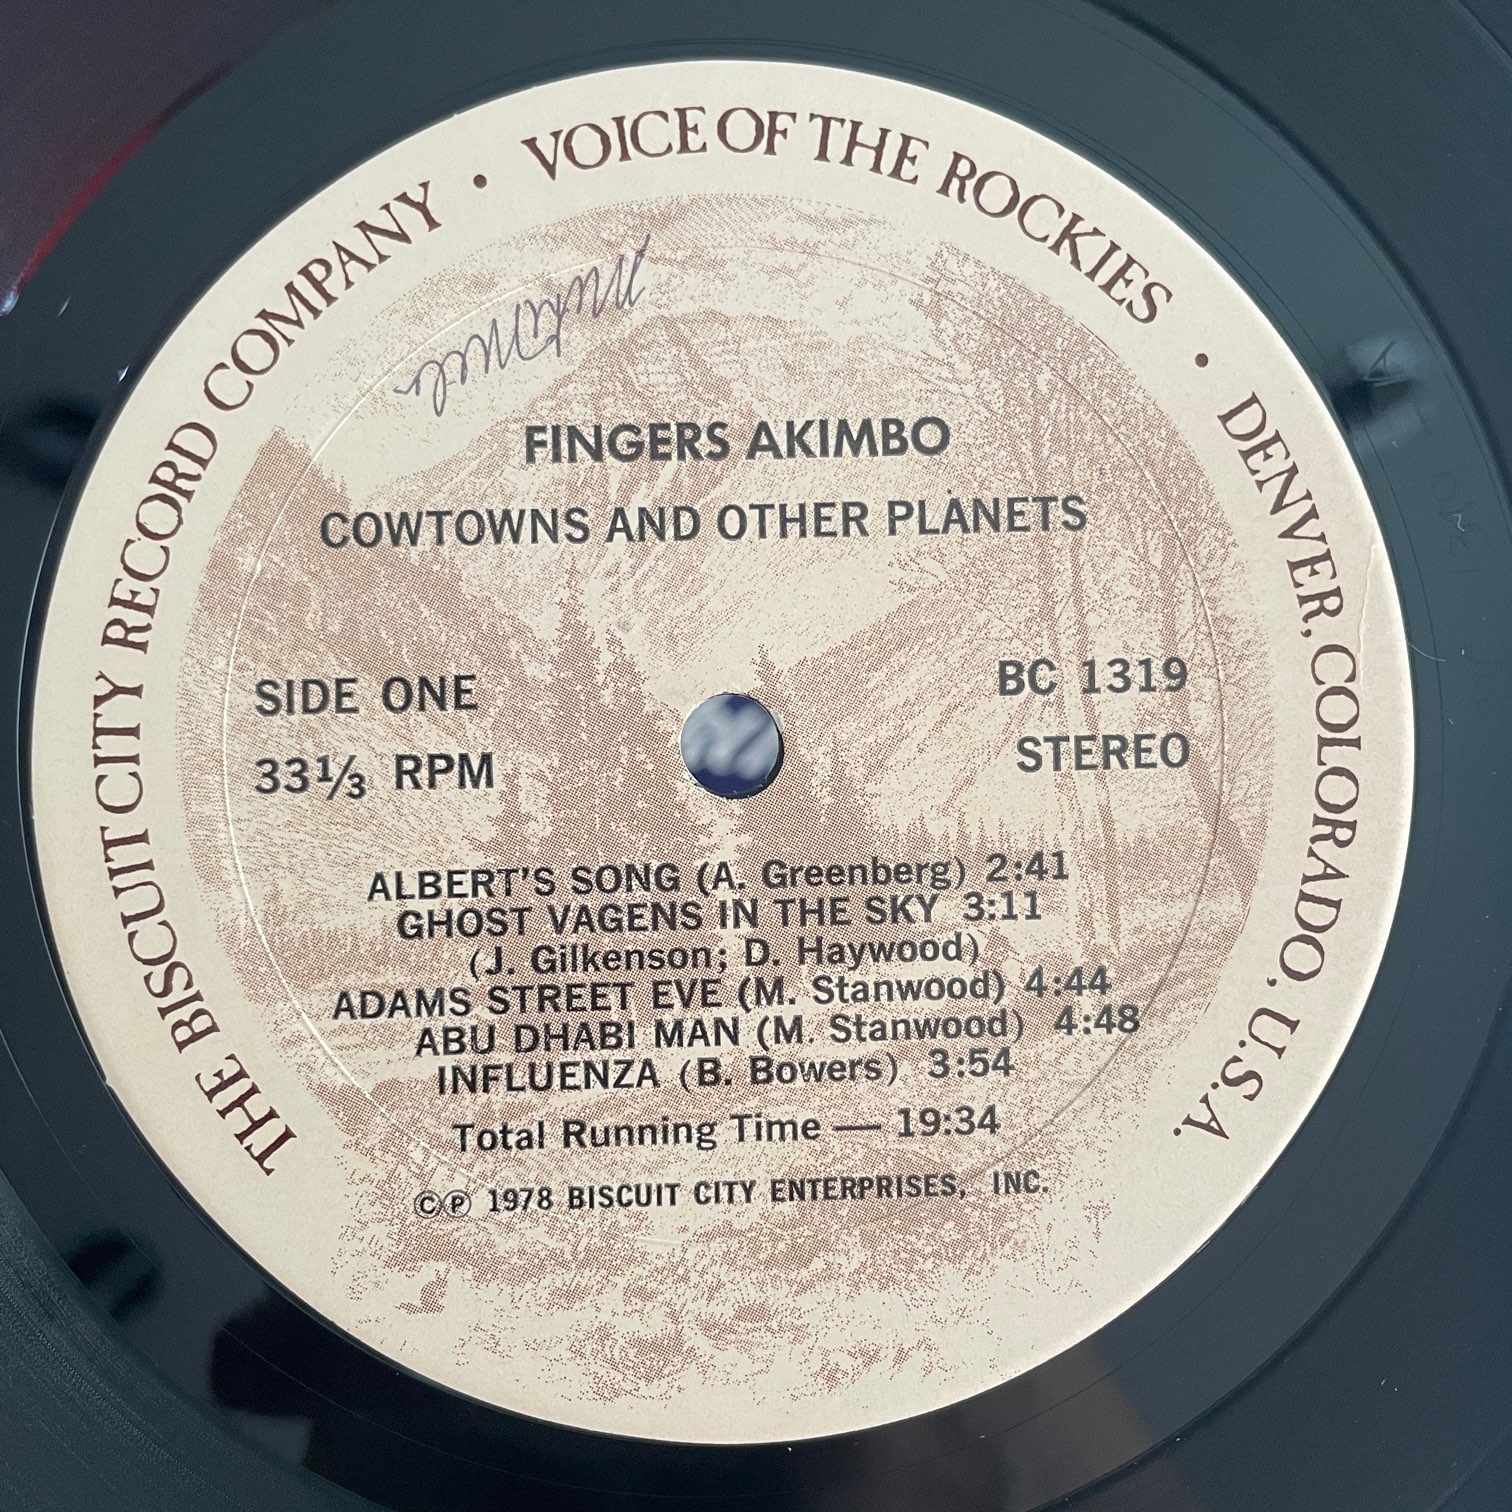 THE BISCUIT CITY RECORD COMPANY • VOICE OF THE ROCKIES • DENVER, COLORADO, U.S.A.
FINGERS AKIMBO
COWTOWNS AND OTHER PLANETS
SIDE ONE
33⅓ RPM
BC 1319
STEREO
ALBERT'S SONG (A. Greenberg) 2:41
GHOST VAGENS IN THE SKY 3:11
(J. Gilkenson; D. Haywood)
ADAMS STREET EVE (M. Stanwood) 4:44
ABU DHABI MAN (M. Stanwood) 4:48
INFLUENZA (B. Bowers) 3:54
Total Running Time — 19:34
©℗ 1978 BISCUIT CITY ENTERPRISES, INC.